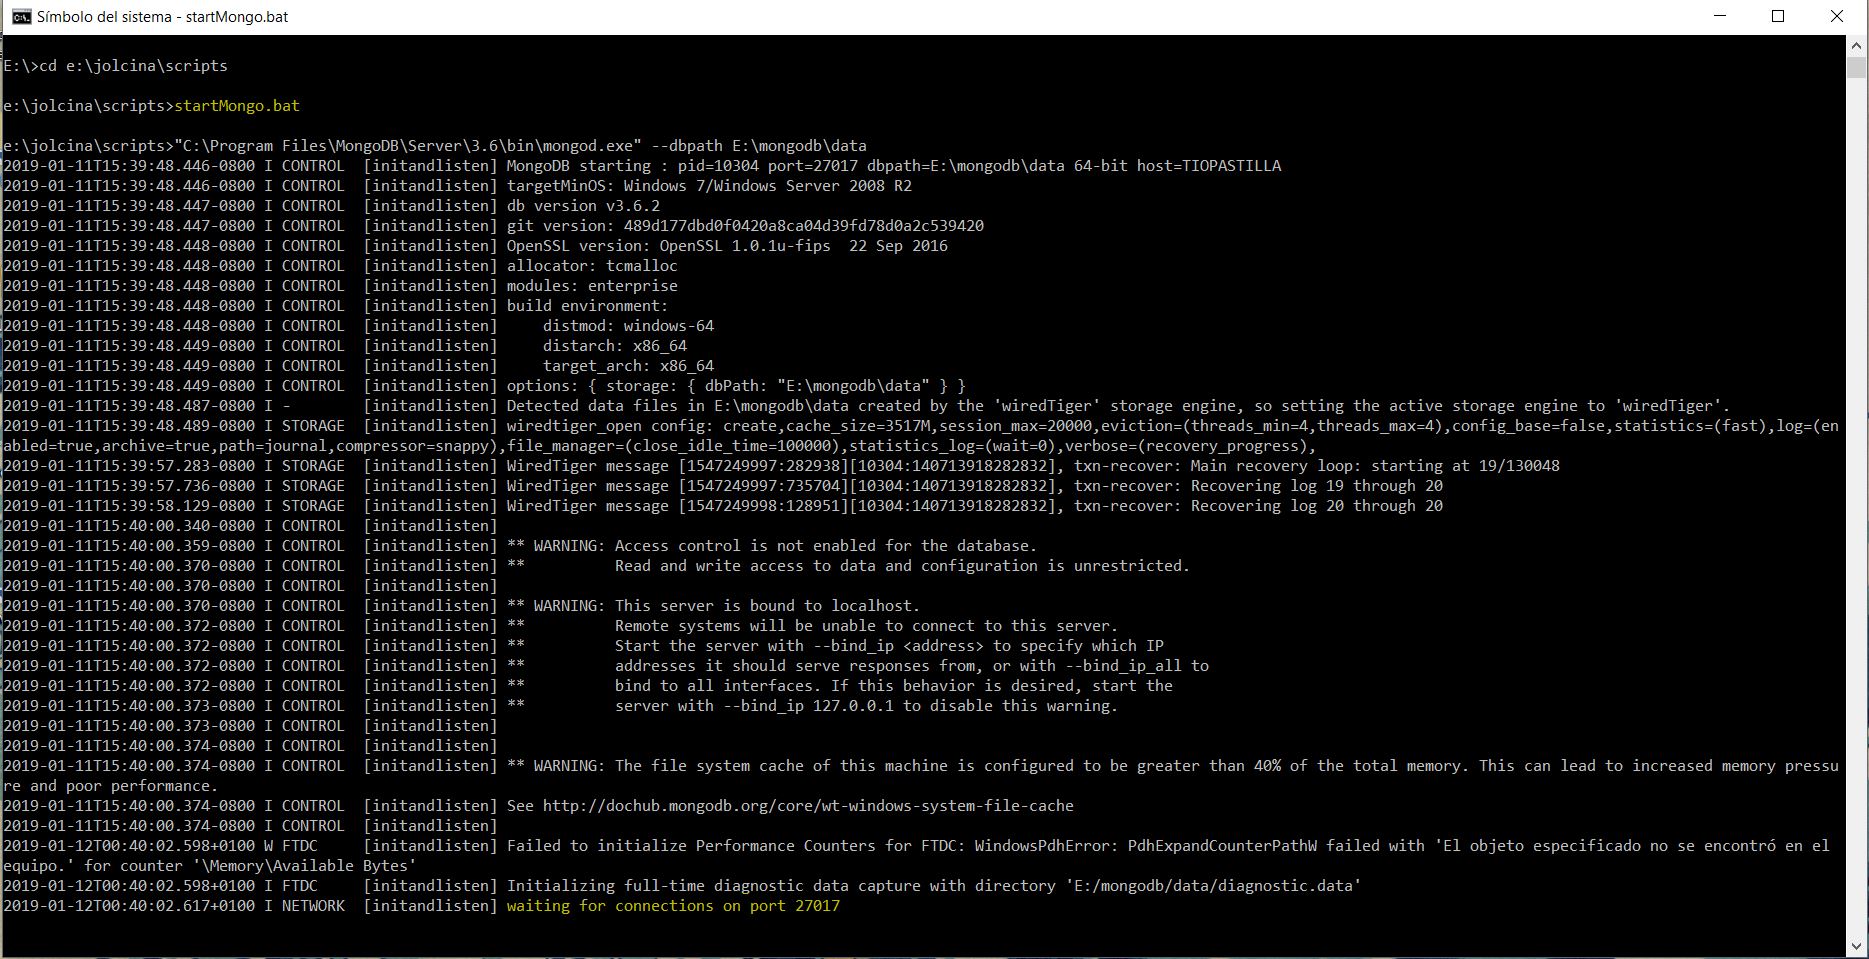 Símbolo del sistema - startMongo.bat
E:\>cd e:\jolcina\scripts
e:\jolcina\scripts>startMongo.bat
e:\jolcina\scripts>"C:\Program Files\MongoDB\Server\3.6\bin\mongod.exe" --dbpath E:\mongodb\data
2019-01-11T15:39:48.446-0800 I CONTROL  [initandlisten] MongoDB starting : pid=10304 port=27017 dbpath=E:\mongodb\data 64-bit host=TIOPASTILLA
2019-01-11T15:39:48.446-0800 I CONTROL  [initandlisten] targetMinOS: Windows 7/Windows Server 2008 R2
2019-01-11T15:39:48.447-0800 I CONTROL  [initandlisten] db version v3.6.2
2019-01-11T15:39:48.447-0800 I CONTROL  [initandlisten] git version: 489d177dbd0f0420a8ca04d39fd78d0a2c539420
2019-01-11T15:39:48.448-0800 I CONTROL  [initandlisten] OpenSSL version: OpenSSL 1.0.1u-fips  22 Sep 2016
2019-01-11T15:39:48.448-0800 I CONTROL  [initandlisten] allocator: tcmalloc
2019-01-11T15:39:48.448-0800 I CONTROL  [initandlisten] modules: enterprise
2019-01-11T15:39:48.448-0800 I CONTROL  [initandlisten] build environment:
2019-01-11T15:39:48.448-0800 I CONTROL  [initandlisten]     distmod: windows-64
2019-01-11T15:39:48.449-0800 I CONTROL  [initandlisten]     distarch: x86_64
2019-01-11T15:39:48.449-0800 I CONTROL  [initandlisten]     target_arch: x86_64
2019-01-11T15:39:48.449-0800 I CONTROL  [initandlisten] options: { storage: { dbPath: "E:\mongodb\data" } }
2019-01-11T15:39:48.487-0800 I -        [initandlisten] Detected data files in E:\mongodb\data created by the 'wiredTiger' storage engine, so setting the active storage engine to 'wiredTiger'.
2019-01-11T15:39:48.489-0800 I STORAGE  [initandlisten] wiredtiger_open config: create,cache_size=3517M,session_max=20000,eviction=(threads_min=4,threads_max=4),config_base=false,statistics=(fast),log=(en
abled=true,archive=true,path=journal,compressor=snappy),file_manager=(close_idle_time=100000),statistics_log=(wait=0),verbose=(recovery_progress),
2019-01-11T15:39:57.283-0800 I STORAGE  [initandlisten] WiredTiger message [1547249997:282938][10304:140713918282832], txn-recover: Main recovery loop: starting at 19/130048
2019-01-11T15:39:57.736-0800 I STORAGE  [initandlisten] WiredTiger message [1547249997:735704][10304:140713918282832], txn-recover: Recovering log 19 through 20
2019-01-11T15:39:58.129-0800 I STORAGE  [initandlisten] WiredTiger message [1547249998:128951][10304:140713918282832], txn-recover: Recovering log 20 through 20
2019-01-11T15:40:00.340-0800 I CONTROL  [initandlisten]
2019-01-11T15:40:00.359-0800 I CONTROL  [initandlisten] ** WARNING: Access control is not enabled for the database.
2019-01-11T15:40:00.370-0800 I CONTROL  [initandlisten] **          Read and write access to data and configuration is unrestricted.
2019-01-11T15:40:00.370-0800 I CONTROL  [initandlisten]
2019-01-11T15:40:00.370-0800 I CONTROL  [initandlisten] ** WARNING: This server is bound to localhost.
2019-01-11T15:40:00.372-0800 I CONTROL  [initandlisten] **          Remote systems will be unable to connect to this server.
2019-01-11T15:40:00.372-0800 I CONTROL  [initandlisten] **          Start the server with --bind_ip <address> to specify which IP
2019-01-11T15:40:00.372-0800 I CONTROL  [initandlisten] **          addresses it should serve responses from, or with --bind_ip_all to
2019-01-11T15:40:00.372-0800 I CONTROL  [initandlisten] **          bind to all interfaces. If this behavior is desired, start the
2019-01-11T15:40:00.373-0800 I CONTROL  [initandlisten] **          server with --bind_ip 127.0.0.1 to disable this warning.
2019-01-11T15:40:00.373-0800 I CONTROL  [initandlisten]
2019-01-11T15:40:00.374-0800 I CONTROL  [initandlisten]
2019-01-11T15:40:00.374-0800 I CONTROL  [initandlisten] ** WARNING: The file system cache of this machine is configured to be greater than 40% of the total memory. This can lead to increased memory pressu
re and poor performance.
2019-01-11T15:40:00.374-0800 I CONTROL  [initandlisten] See http://dochub.mongodb.org/core/wt-windows-system-file-cache
2019-01-11T15:40:00.374-0800 I CONTROL  [initandlisten]
2019-01-12T00:40:02.598+0100 W FTDC     [initandlisten] Failed to initialize Performance Counters for FTDC: WindowsPdhError: PdhExpandCounterPathW failed with 'El objeto especificado no se encontró en el
equipo.' for counter '\Memory\Available Bytes'
2019-01-12T00:40:02.598+0100 I FTDC     [initandlisten] Initializing full-time diagnostic data capture with directory 'E:/mongodb/data/diagnostic.data'
2019-01-12T00:40:02.617+0100 I NETWORK  [initandlisten] waiting for connections on port 27017